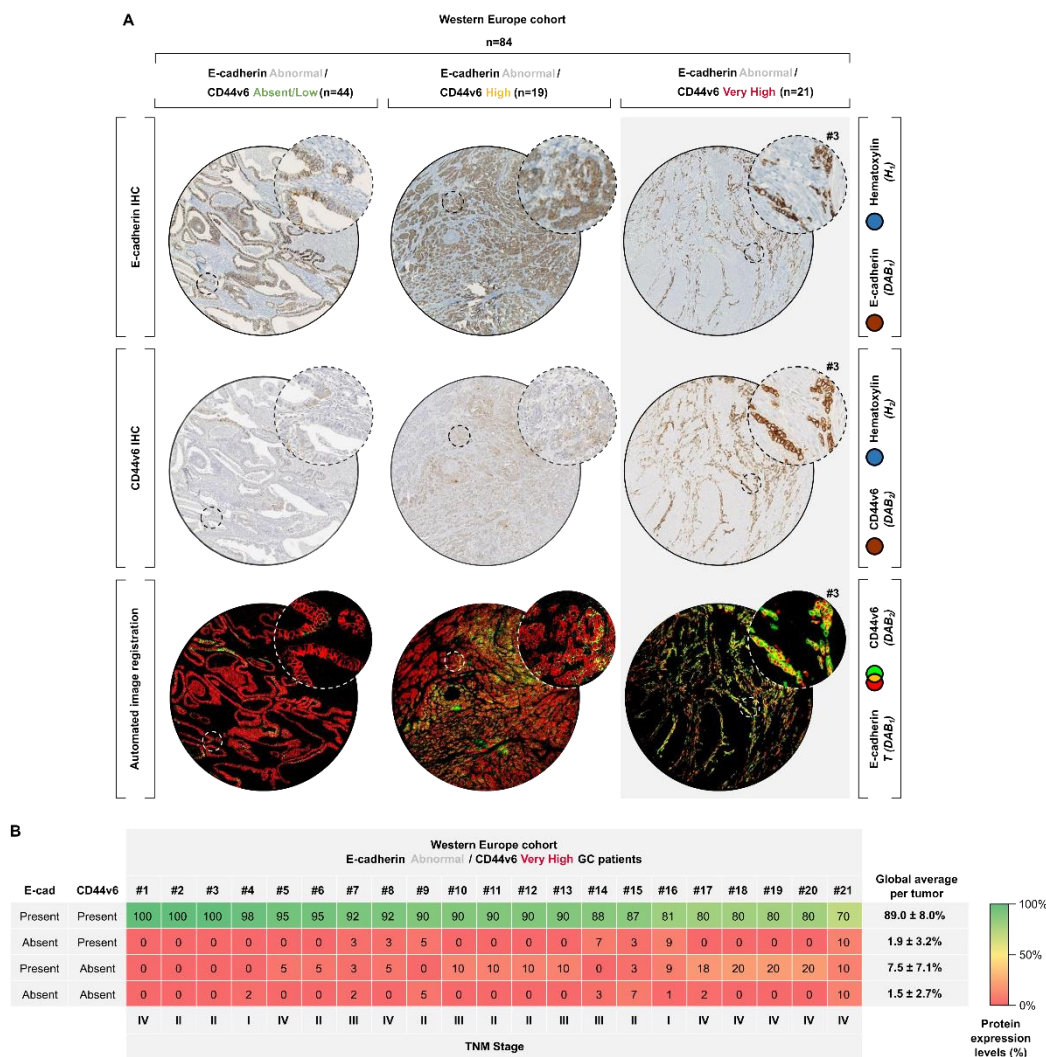 A
Western Europe cohort
n=84
E-cadherin Abnormal /
CD44v6 Absent/Low (n=44)
E-cadherin Abnormal /
CD44v6 High (n=19)
E-cadherin Abnormal /
CD44v6 Very High (n=21)
E-cadherin IHC
#3
E-cadherin
(DAB1)
Hematoxylin
(H1)
CD44v6 IHC
#3
CD44v6
(DAB2)
Hematoxylin
(H2)
Automated image registration
#3
E-cadherin
T (DAB1)
CD44v6
(DAB2)
B
Western Europe cohort
E-cadherin Abnormal / CD44v6 Very High GC patients
E-cad CD44v6 #1 #2 #3 #4 #5 #6 #7 #8 #9 #10 #11 #12 #13 #14 #15 #16 #17 #18 #19 #20 #21 Global average
per tumor
Present Present 100 100 100 98 95 95 92 92 90 90 90 90 90 88 87 81 80 80 80 80 70 89.0 ± 8.0%
Absent Present 0 0 0 0 0 0 3 3 5 0 0 0 0 7 3 9 0 0 0 0 10 1.9 ± 3.2%
Present Absent 0 0 0 0 5 5 3 5 0 10 10 10 10 0 3 9 18 20 20 20 10 7.5 ± 7.1%
Absent Absent 0 0 0 2 0 0 2 0 5 0 0 0 0 3 7 1 2 0 0 0 10 1.5 ± 2.7%
IV II II I IV II III IV II III II II III III II I IV IV IV IV IV
TNM Stage
100%
50%
0%
Protein
expression
levels (%)